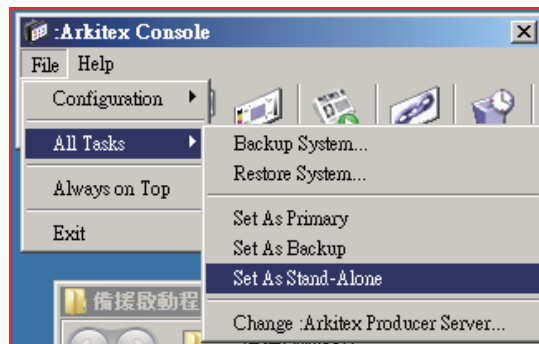 :Arkitex Console
File Help
Configuration
All Tasks
Always on Top
Exit
Backup System...
Restore System...
Set As Primary
Set As Backup
Set As Stand-Alone
Change :Arkitex Producer Server...
備援啟動程